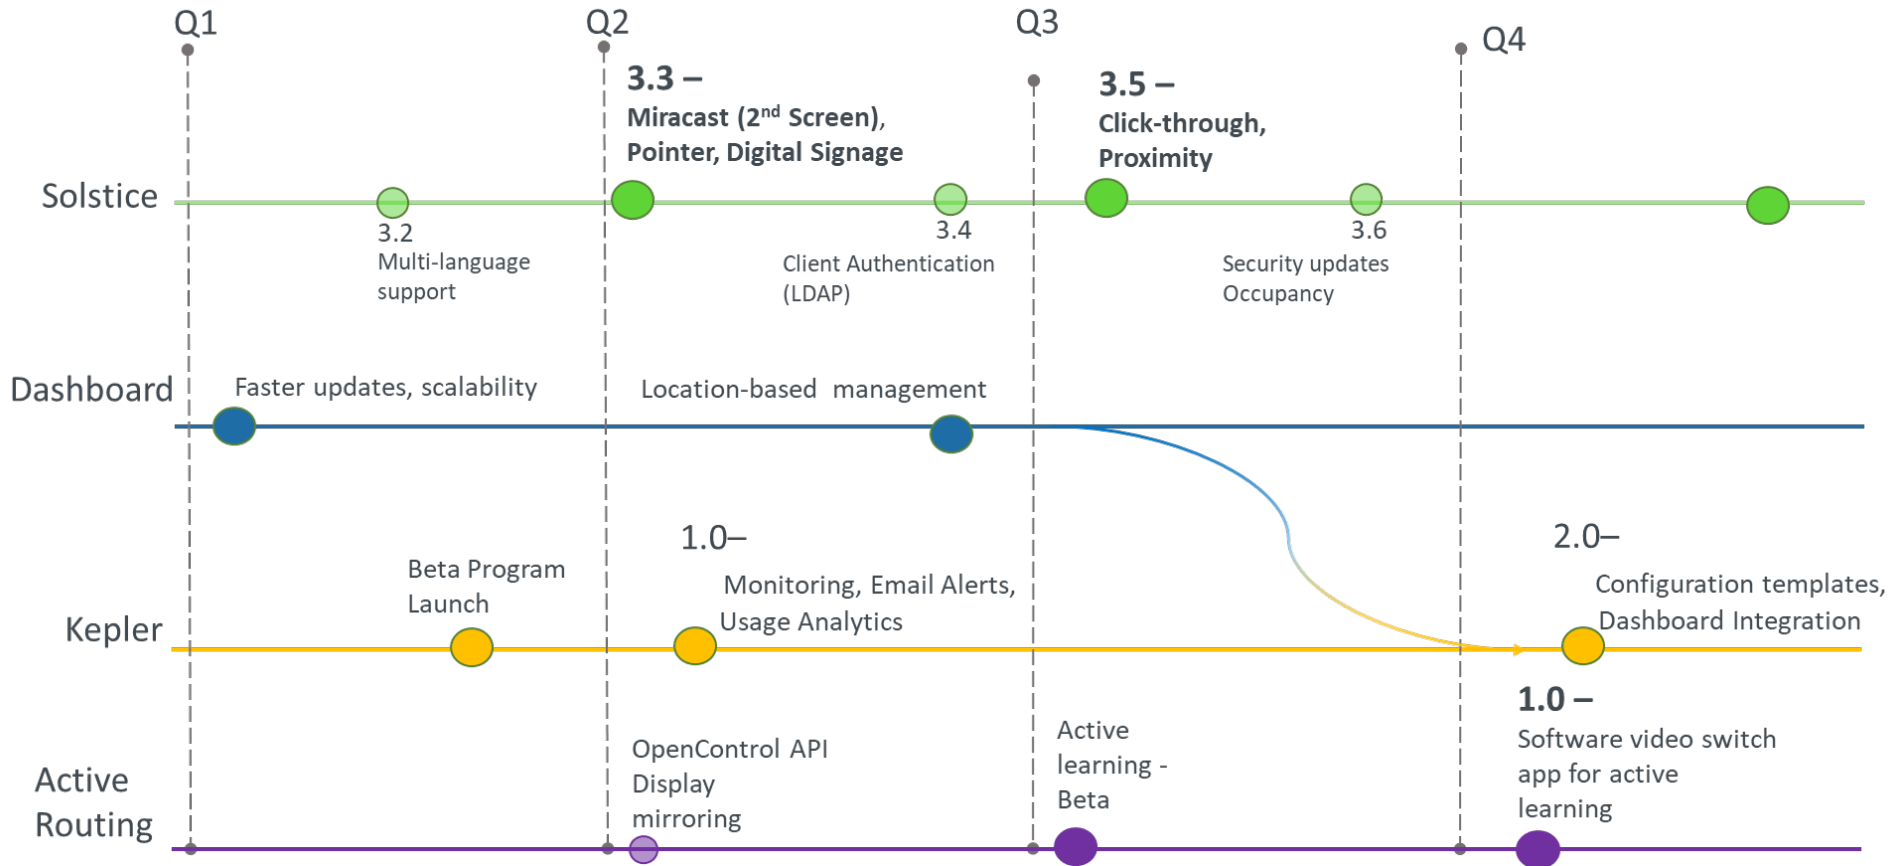 Q1
Q2
Q3
Q4
3.3 –
Miracast (2nd Screen),
Pointer, Digital Signage
3.5 –
Click-through,
Proximity
Solstice
3.2
Multi-language
support
3.4
Client Authentication
(LDAP)
3.6
Security updates
Occupancy
Dashboard
Faster updates, scalability
Location-based management
Kepler
Beta Program
Launch
1.0–
Monitoring, Email Alerts,
Usage Analytics
2.0–
Configuration templates,
Dashboard Integration
Active
Routing
OpenControl API
Display
mirroring
Active
learning -
Beta
1.0 –
Software video switch
app for active
learning